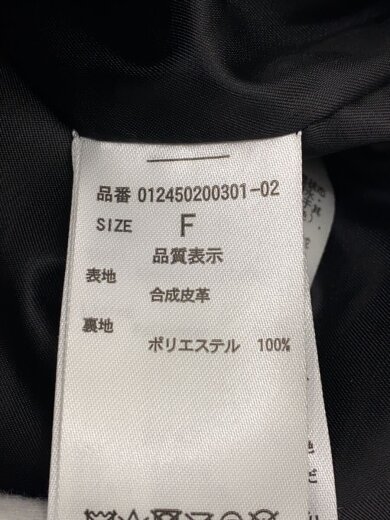 品番 012450200301-02
SIZE F
品質表示
表地
合成皮革
裏地
ポリエステル 100%